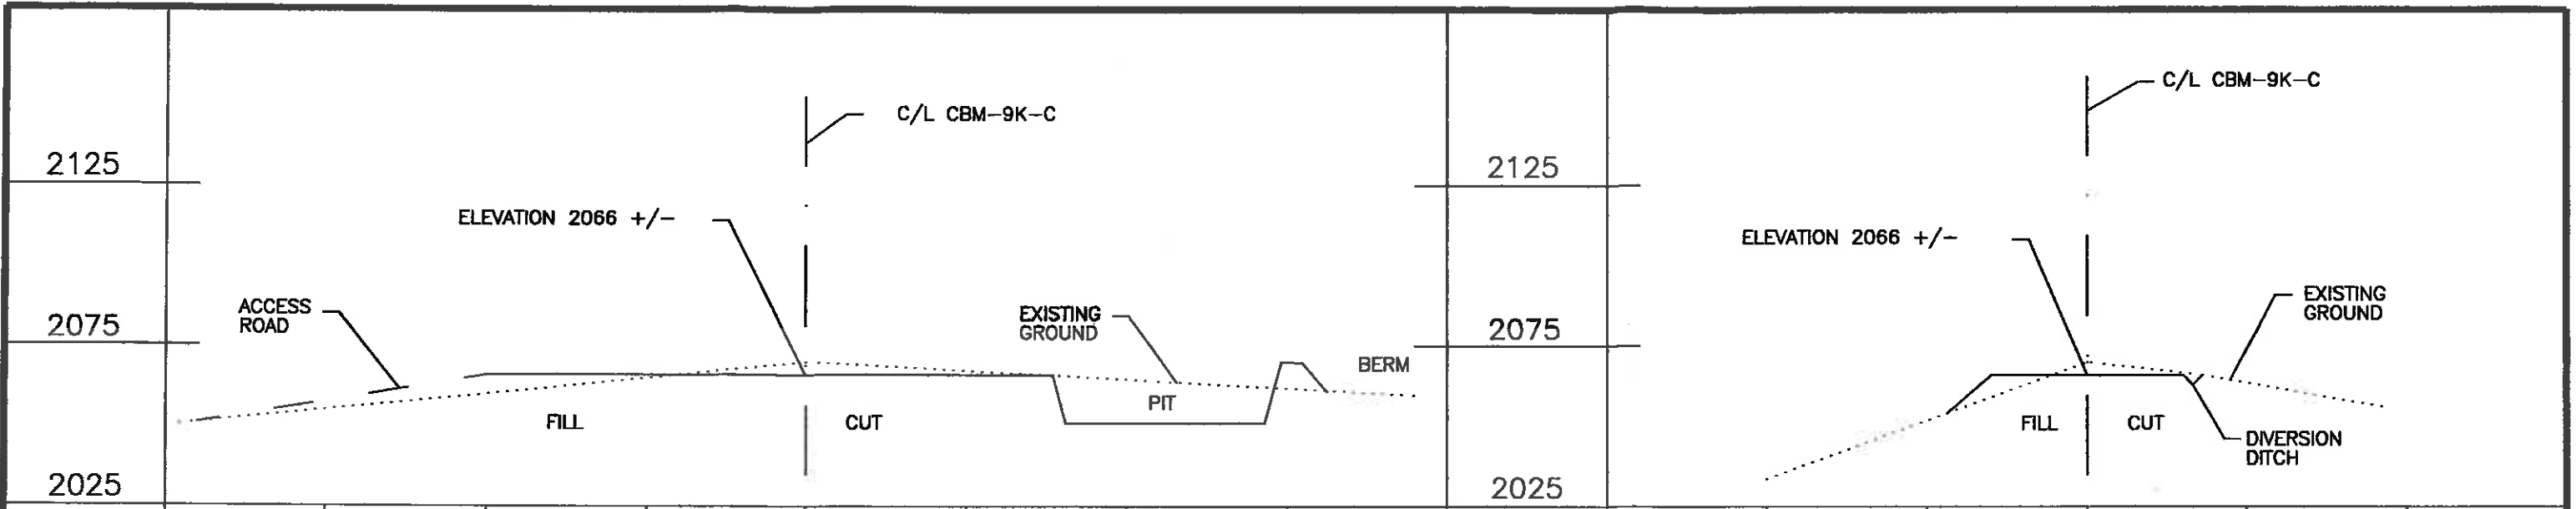 C/L CBM-9K-C
2125
ELEVATION 2066 +/-
ACCESS
ROAD
2075
EXISTING
GROUND
BERM
PIT
FILL
CUT
2025
C/L CBM-9K-C
2125
ELEVATION 2066 +/-
EXISTING
GROUND
2075
FILL
CUT
DIVERSION
DITCH
2025